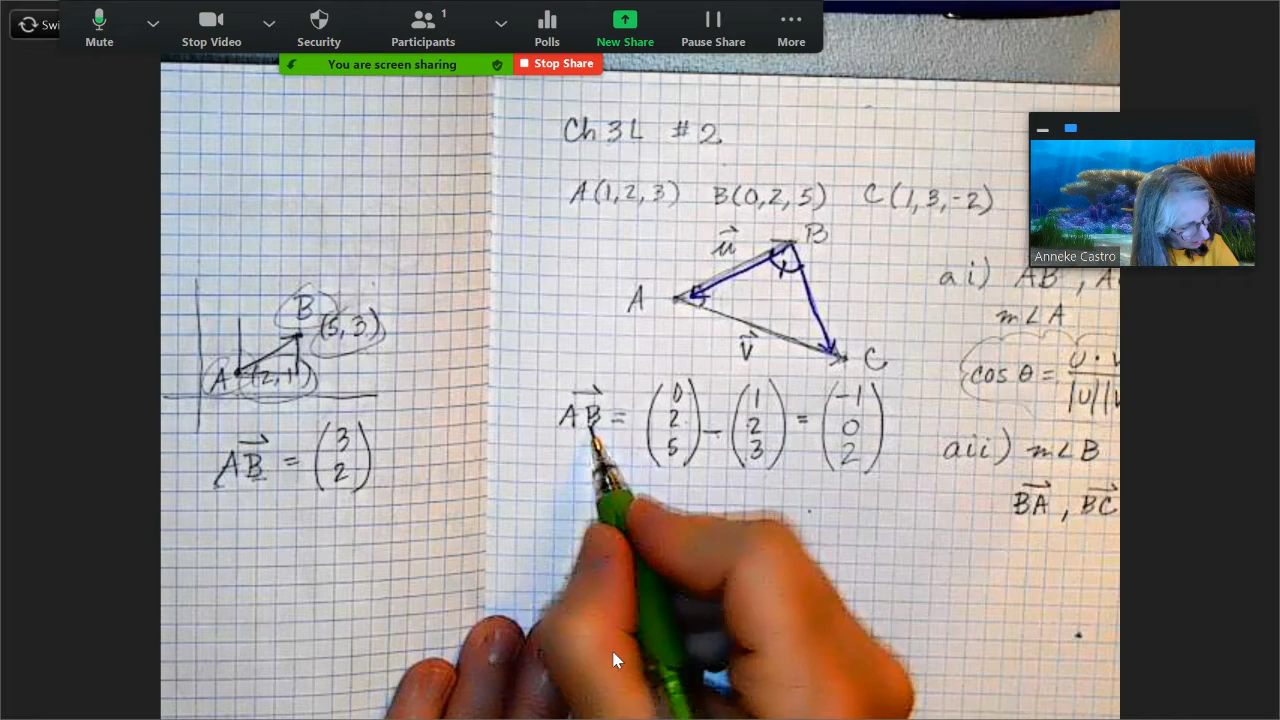 Mute Stop Video Security Participants 1 Polls New Share Pause Share More
You are screen sharing Stop Share
Ch 3L #2
A(1,2,3) B(0,2,5) C(1,3,-2)
Anneke Castro
u B
A
v C
a i) AB,
m∠A
cos θ = u ·
|u||
B (5,3)
A (2,1)
AB = (3 2)
AB = (0 2 5) - (1 2 3) = (-1 0 2)
a ii) m∠B
BA, BC